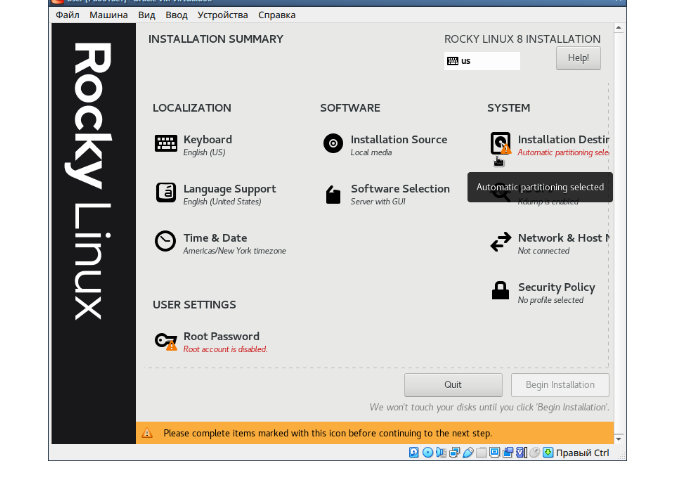 Файл Машина Вид Ввод Устройства Справка
Rocky Linux
INSTALLATION SUMMARY
ROCKY LINUX 8 INSTALLATION
us
Help!
LOCALIZATION
Keyboard
English (US)
Language Support
English (United States)
Time & Date
Americas/New York timezone
SOFTWARE
Installation Source
Local media
Software Selection
Server with GUI
SYSTEM
Installation Destin
Automatic partitioning sele
Automatic partitioning selected
Kdump is enabled
Network & Host N
Not connected
Security Policy
No profile selected
USER SETTINGS
Root Password
Root account is disabled.
Quit
Begin Installation
We won't touch your disks until you click 'Begin Installation'.
Please complete items marked with this icon before continuing to the next step.
Правый Ctrl